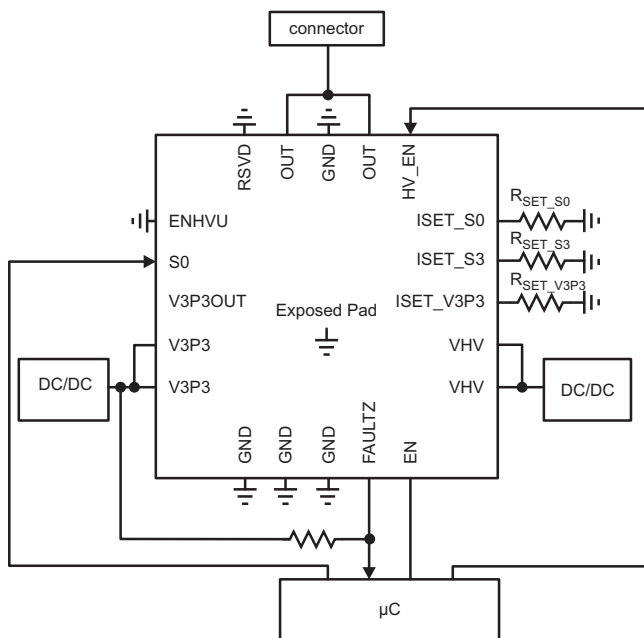 connector
RSVD
OUT
GND
OUT
HV_EN
ENHVU
S0
V3P3OUT
V3P3
V3P3
ISET_S0
ISET_S3
ISET_V3P3
VHV
VHV
Exposed Pad
RSET_S0
RSET_S3
RSET_V3P3
DC/DC
DC/DC
GND
GND
GND
FAULTZ
EN
µC